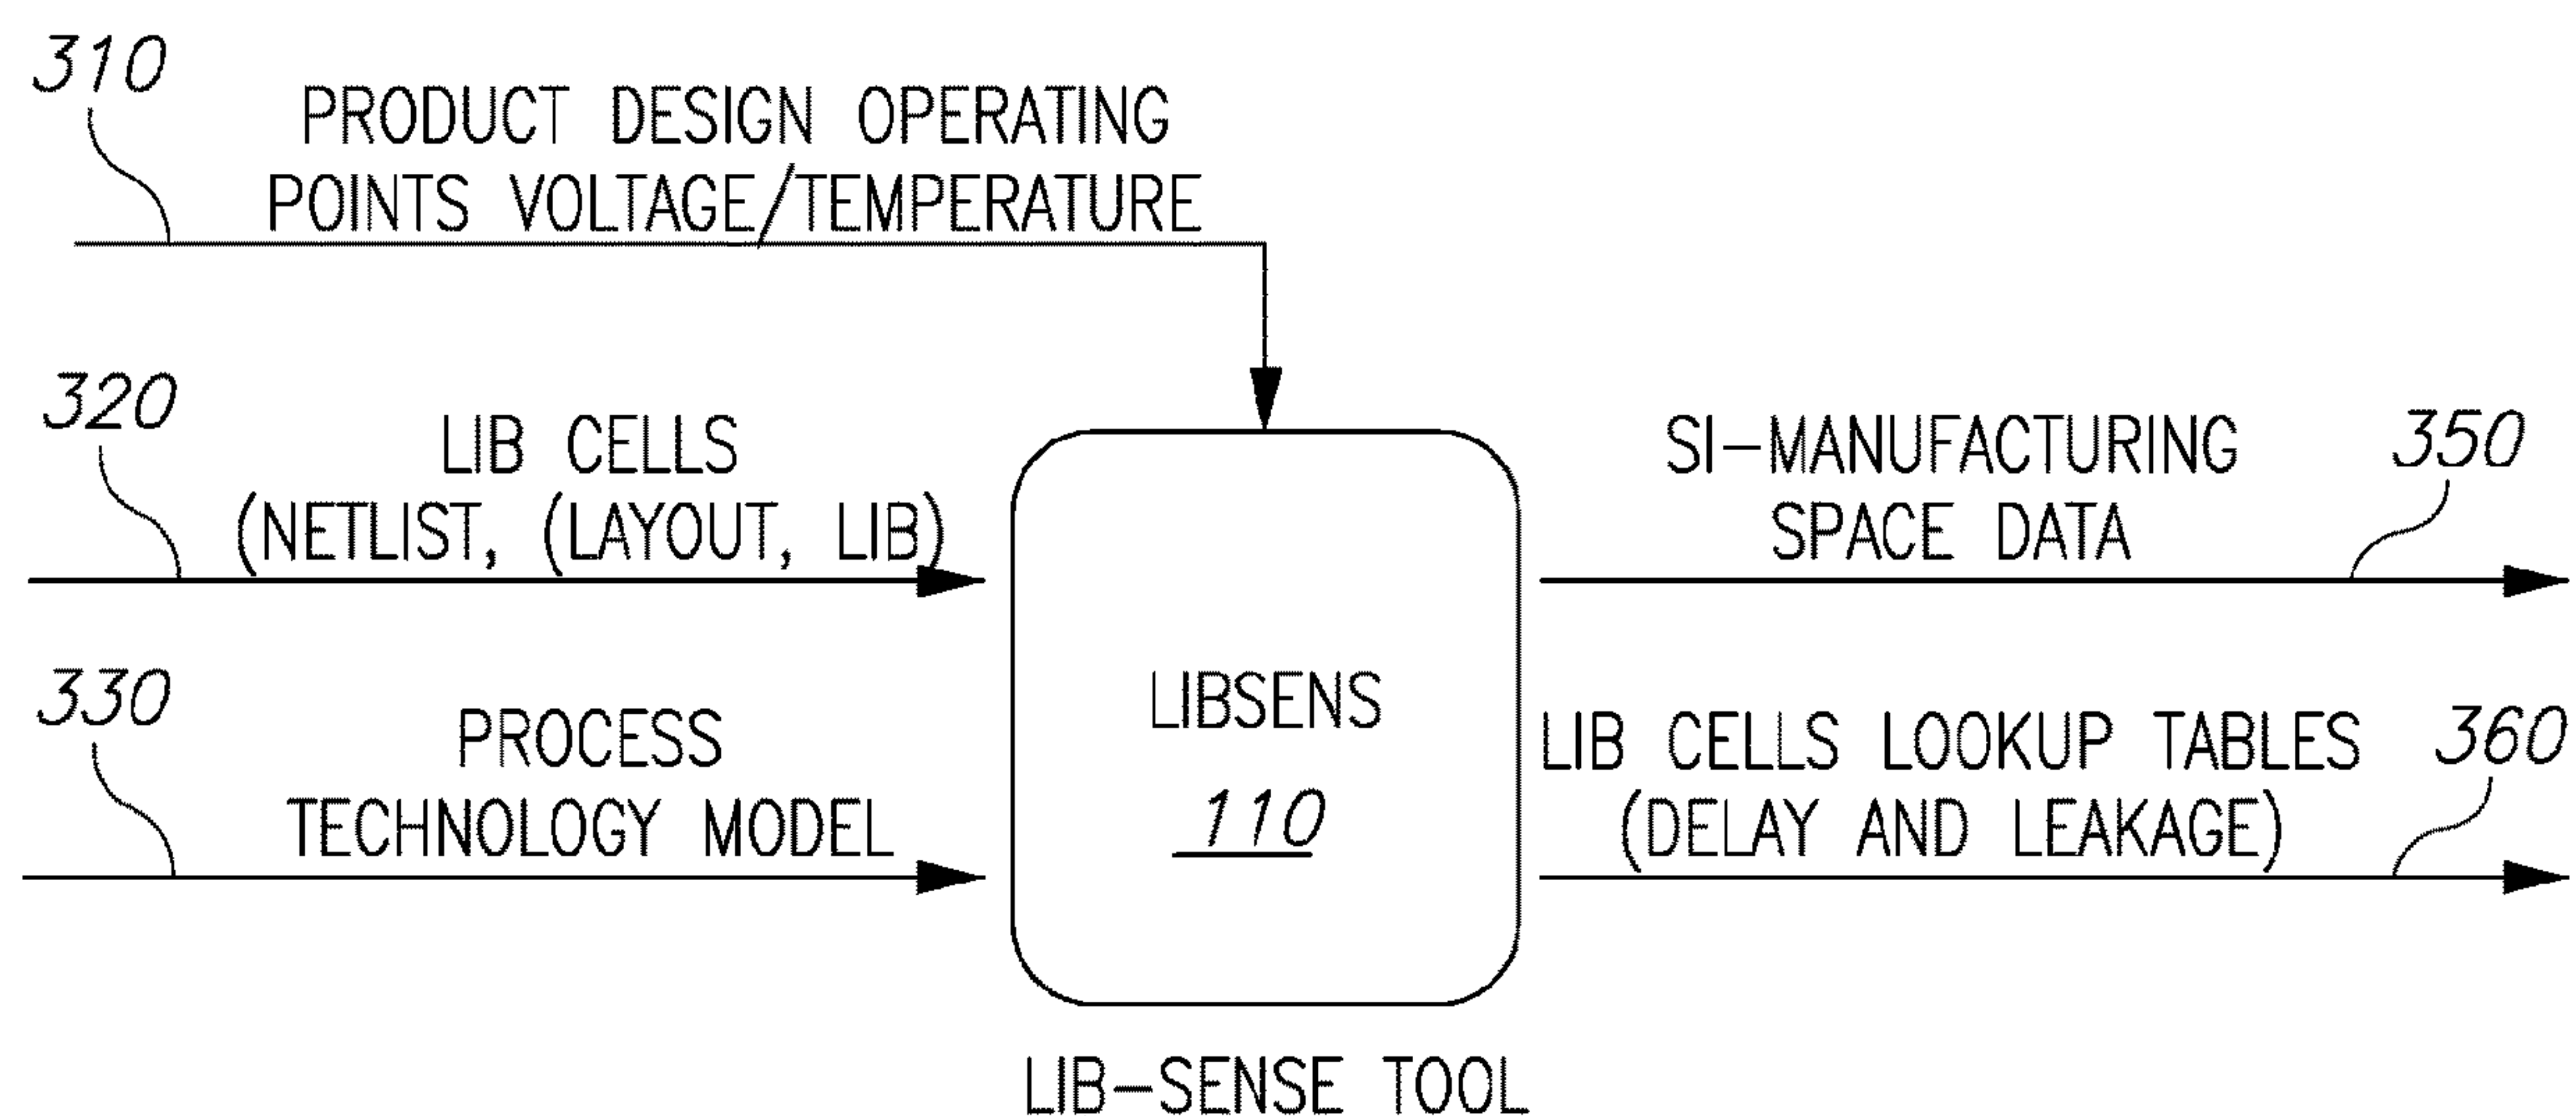 310
PRODUCT DESIGN OPERATING
POINTS VOLTAGE/TEMPERATURE
320
LIB CELLS
(NETLIST, (LAYOUT, LIB)
330
PROCESS
TECHNOLOGY MODEL
LIBSENS
110
SI-MANUFACTURING
SPACE DATA
350
LIB CELLS LOOKUP TABLES
(DELAY AND LEAKAGE)
360
LIB-SENSE TOOL